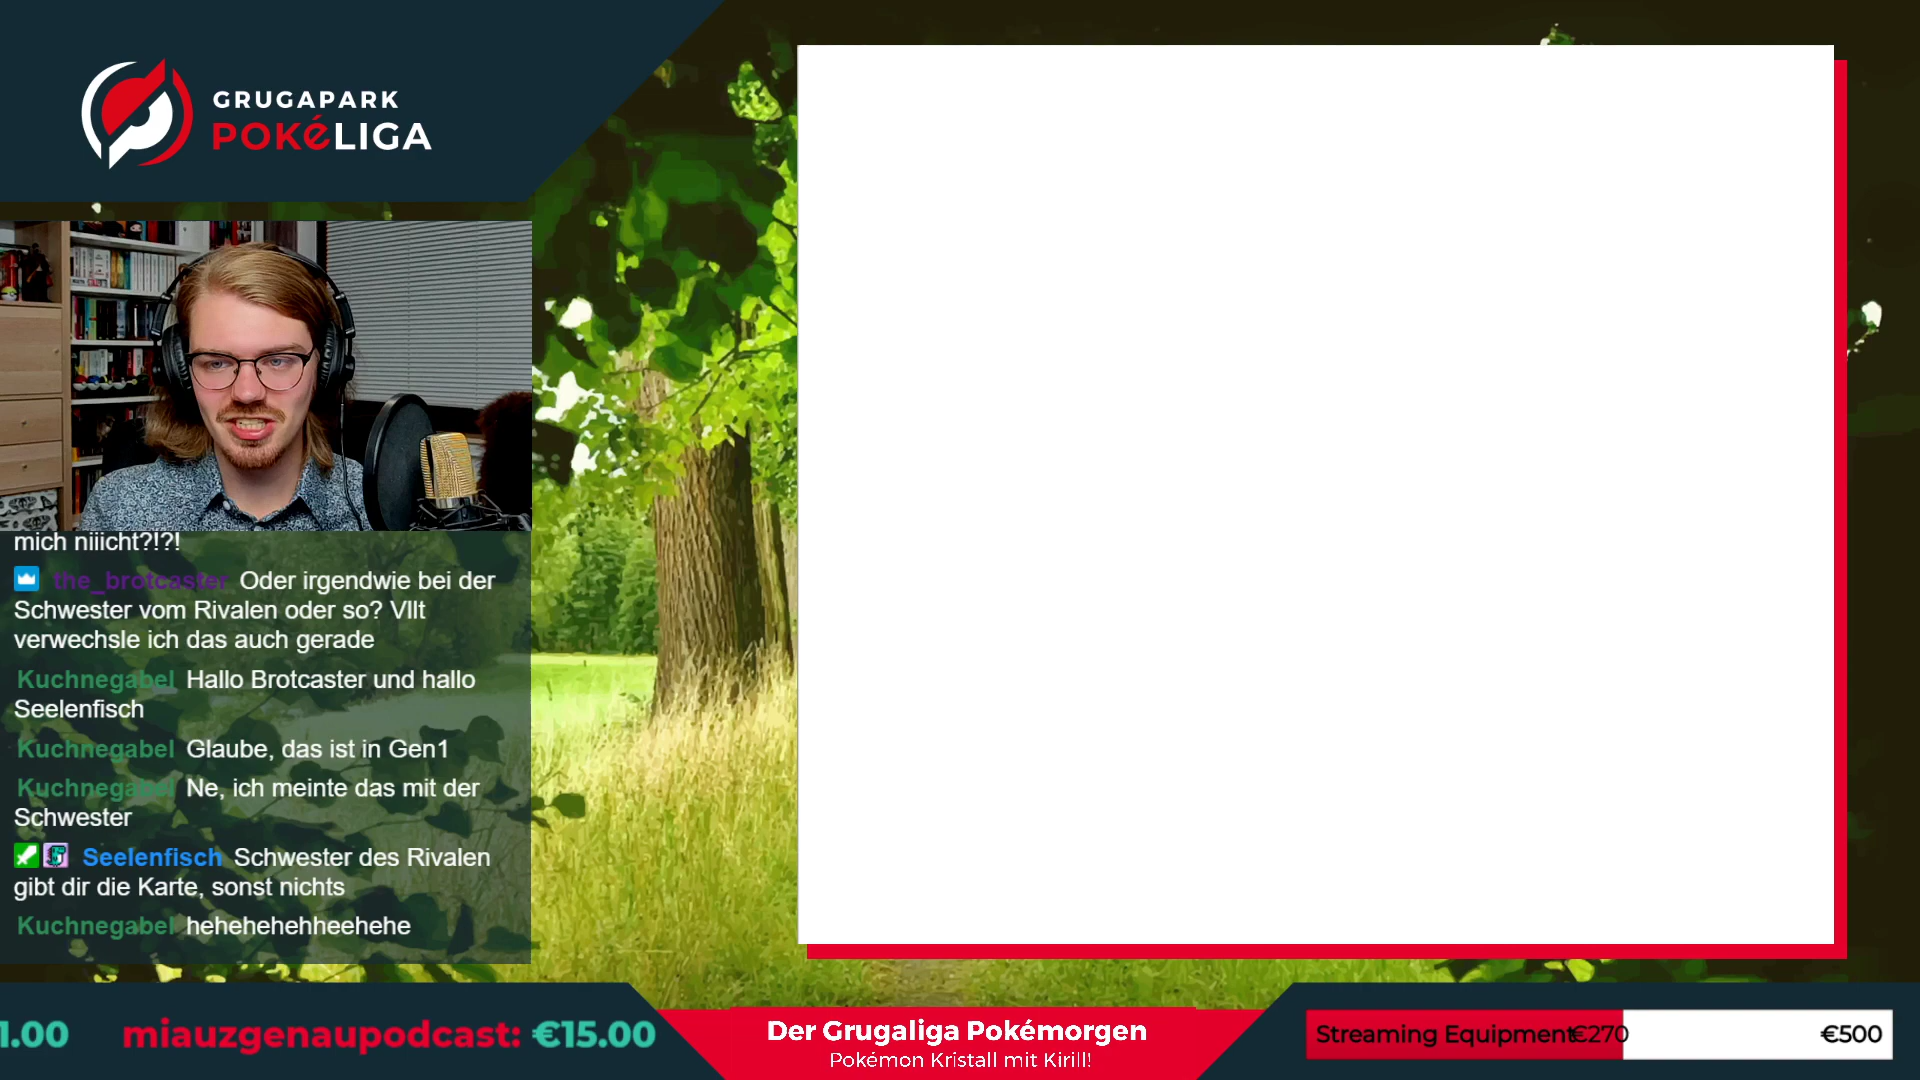 GRUGAPARK
POKéLIGA
mich niiicht?!?!
the_brotcaster Oder irgendwie bei der
Schwester vom Rivalen oder so? Vllt
verwechsle ich das auch gerade
Kuchnegabel Hallo Brotcaster und hallo
Seelenfisch
Kuchnegabel Glaube, das ist in Gen1
Kuchnegabel Ne, ich meinte das mit der
Schwester
Seelenfisch Schwester des Rivalen
gibt dir die Karte, sonst nichts
Kuchnegabel hehehehehheehehe
1.00 miauzgenaupodcast: €15.00
Der Grugaliga Pokémorgen
Pokémon Kristall mit Kirill!
Streaming Equipment €270 €500